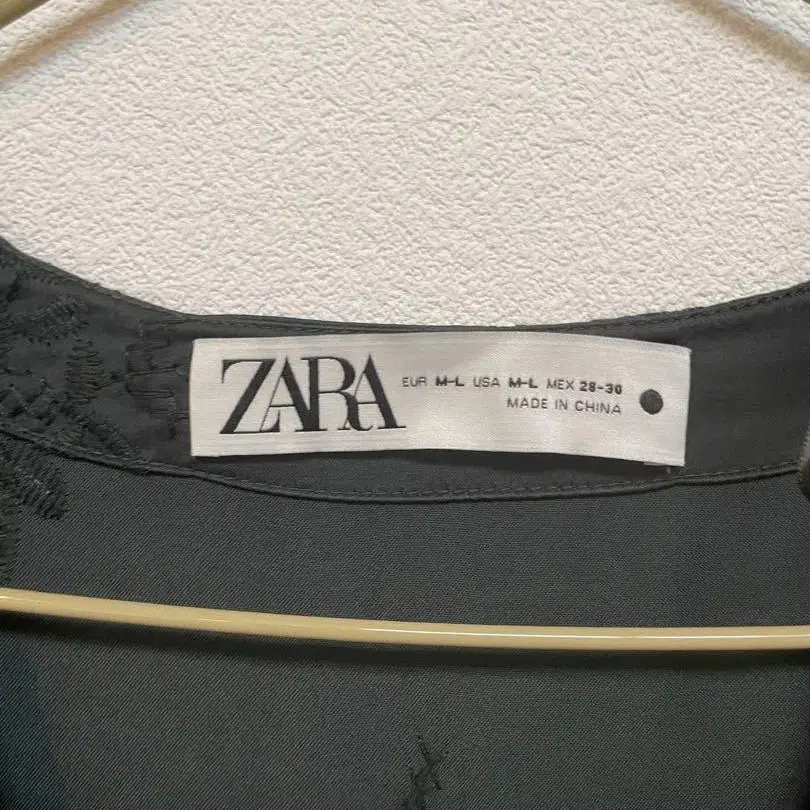 ZARA
EUR M-L USA M-L MEX 28-30
MADE IN CHINA